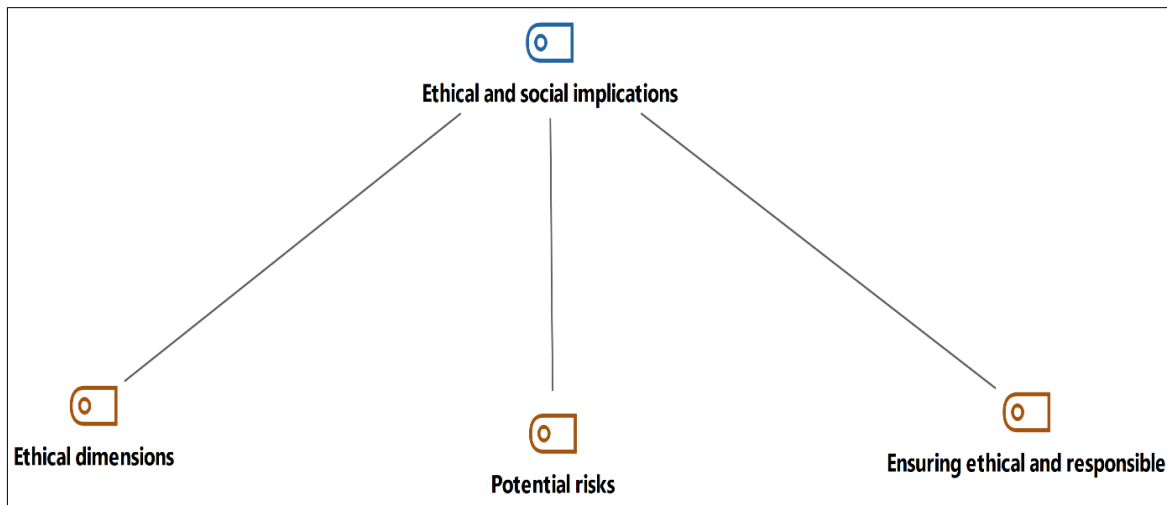 Ethical and social implications
Ethical dimensions
Potential risks
Ensuring ethical and responsible